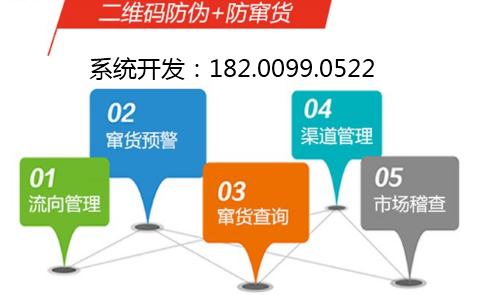 二维码防伪+防窜货
系统开发：182.0099.0522
01
流向管理
02
窜货预警
03
窜货查询
04
渠道管理
05
市场稽查